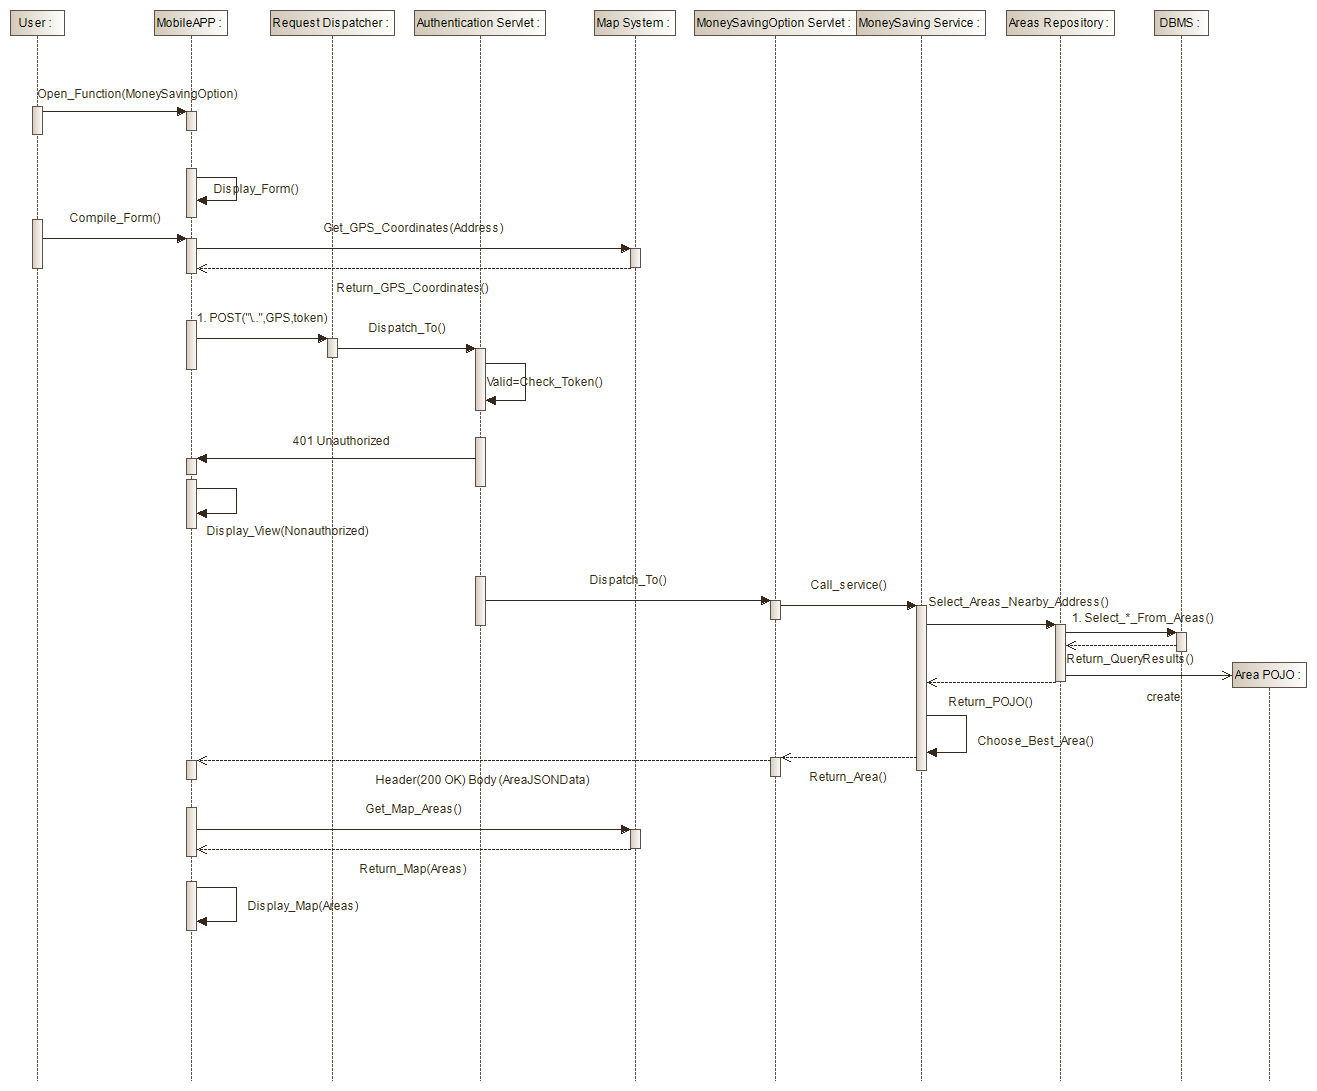 User :
MobileAPP :
Request Dispatcher :
Authentication Servlet :
Map System :
MoneySavingOption Servlet :
MoneySaving Service :
Areas Repository :
DBMS :
Open_Function(MoneySavingOption)
Display_Form()
Compile_Form()
Get_GPS_Coordinates(Address)
Return_GPS_Coordinates()
1. POST("\..",GPS,token)
Dispatch_To()
Valid=Check_Token()
401 Unauthorized
Display_View(Nonauthorized)
Dispatch_To()
Call_service()
Select_Areas_Nearby_Address()
1. Select_*_From_Areas()
Return_QueryResults()
Area POJO :
create
Return_POJO()
Choose_Best_Area()
Return_Area()
Header(200 OK) Body(AreaJSONData)
Get_Map_Areas()
Return_Map(Areas)
Display_Map(Areas)